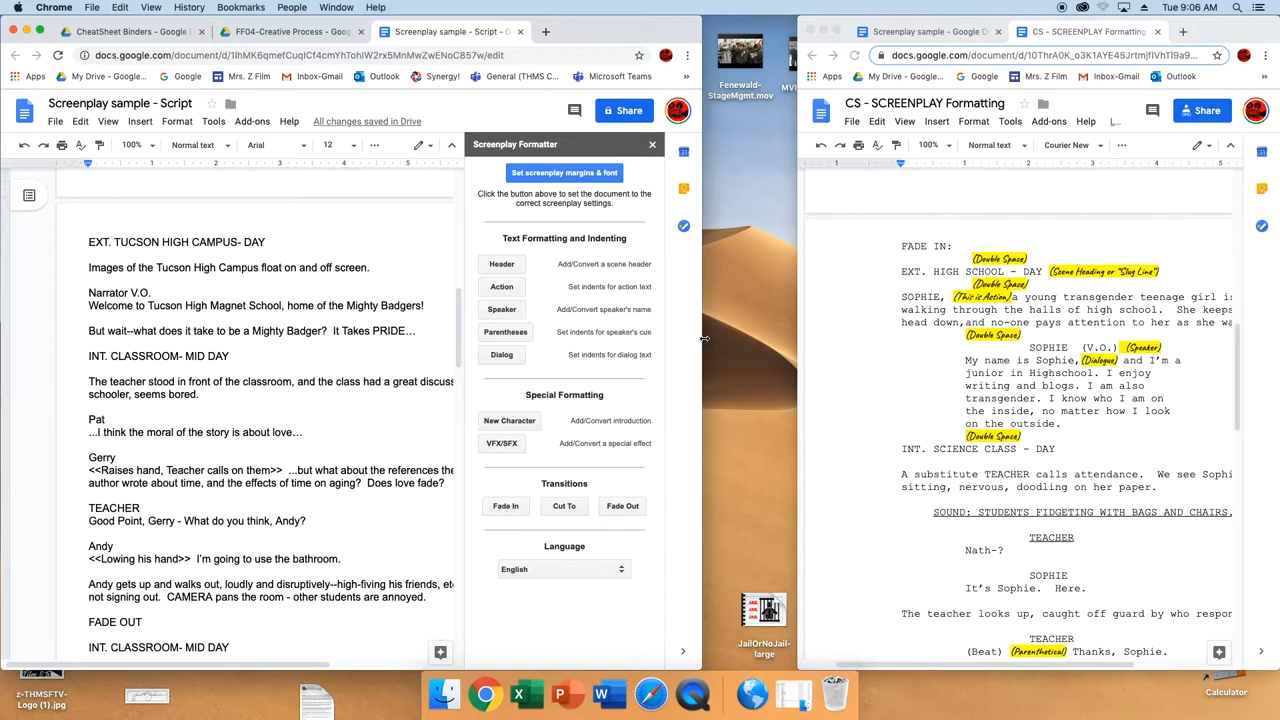 Chrome File Edit View History Bookmarks People Window Help
Tue 9:06 AM
CheatSheet Binders - Google
FF04-Creative Process - Goog
Screenplay sample - Script - G
docs.google.com/document/d/
Apps My Drive - Google... Google Mrs. Z Film Inbox-Gmail Outlook Synergy! General (THMS C... Microsoft Teams
Screenplay sample - Script
File Edit View Insert Format Tools Add-ons Help All changes saved in Drive
Share
100% Normal text Arial 12
Screenplay Formatter
Set screenplay margins & font
Click the button above to set the document to the
correct screenplay settings.
Text Formatting and Indenting
Header Add/Convert a scene header
Action Set indents for action text
Speaker Add/Convert speaker's name
Parentheses Set indents for speaker's cue
Dialog Set indents for dialog text
Special Formatting
New Character Add/Convert introduction
VFX/SFX Add/Convert a special effect
Transitions
Fade In Cut To Fade Out
Language
English
EXT. TUCSON HIGH CAMPUS- DAY
Images of the Tucson High Campus float on and off screen.
Narrator V.O.
Welcome to Tucson High Magnet School, home of the Mighty Badgers!
But wait--what does it take to be a Mighty Badger? It Takes PRIDE…
INT. CLASSROOM- MID DAY
The teacher stood in front of the classroom, and the class had a great discuss
schooler, seems bored.
Pat
...I think the moral of the story is about love…
Gerry
<<Raises hand, Teacher calls on them>> ...but what about the references the
author wrote about time, and the effects of time on aging? Does love fade?
TEACHER
Good Point, Gerry - What do you think, Andy?
Andy
<<Lowing his hand>> I'm going to use the bathroom.
Andy gets up and walks out, loudly and disruptively--high-fiving his friends, etc
not signing out. CAMERA pans the room - other students are annoyed.
FADE OUT
INT. CLASSROOM- MID DAY
Fenewald-
StageMgmt.mov
MVI
JAIL
JAIL
JAIL
JailOrNoJail-
large
z-THMSFTV-
Logo (1).jpg
Calculator
Screenplay sample - Google D
CS - SCREENPLAY Formatting
docs.google.com/document/d/
Apps My Drive - Google... Google Mrs. Z Film Inbox-Gmail Outlook
CS - SCREENPLAY Formatting
File Edit View Insert Format Tools Add-ons Help L...
Share
100% Normal text Courier New
FADE IN:
(Double Space)
EXT. HIGH SCHOOL - DAY (Scene Heading or "Slug Line")
(Double Space)
SOPHIE, (This is Action) a young transgender teenage girl is
walking through the halls of high school. She keeps
head down,and no-one pays attention to her as she wa
(Double Space)
SOPHIE (V.O.) (Speaker)
My name is Sophie,(Dialogue) and I'm a
junior in Highschool. I enjoy
writing and blogs. I am also
transgender. I know who I am on
the inside, no matter how I look
on the outside.
(Double Space)
INT. SCIENCE CLASS - DAY
A substitute TEACHER calls attendance. We see Sophi
sitting, nervous, doodling on her paper.
SOUND: STUDENTS FIDGETING WITH BAGS AND CHAIRS.
TEACHER
Nath-?
SOPHIE
It's Sophie. Here.
The teacher looks up, caught off guard by who respon
TEACHER
(Beat) (Parenthetical) Thanks, Sophie.